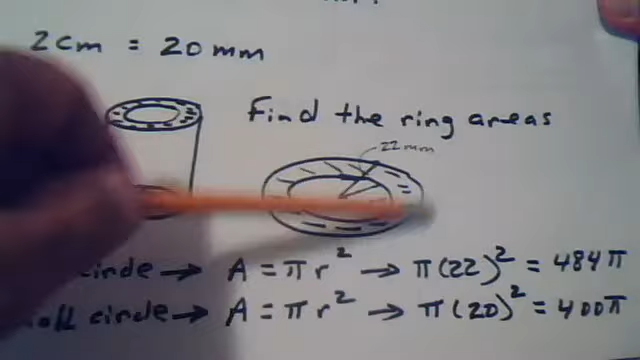 2cm = 20mm
Find the ring areas
22mm
circle → A = πr² → π(22)² = 484π
circle → A = πr² → π(20)² = 400π